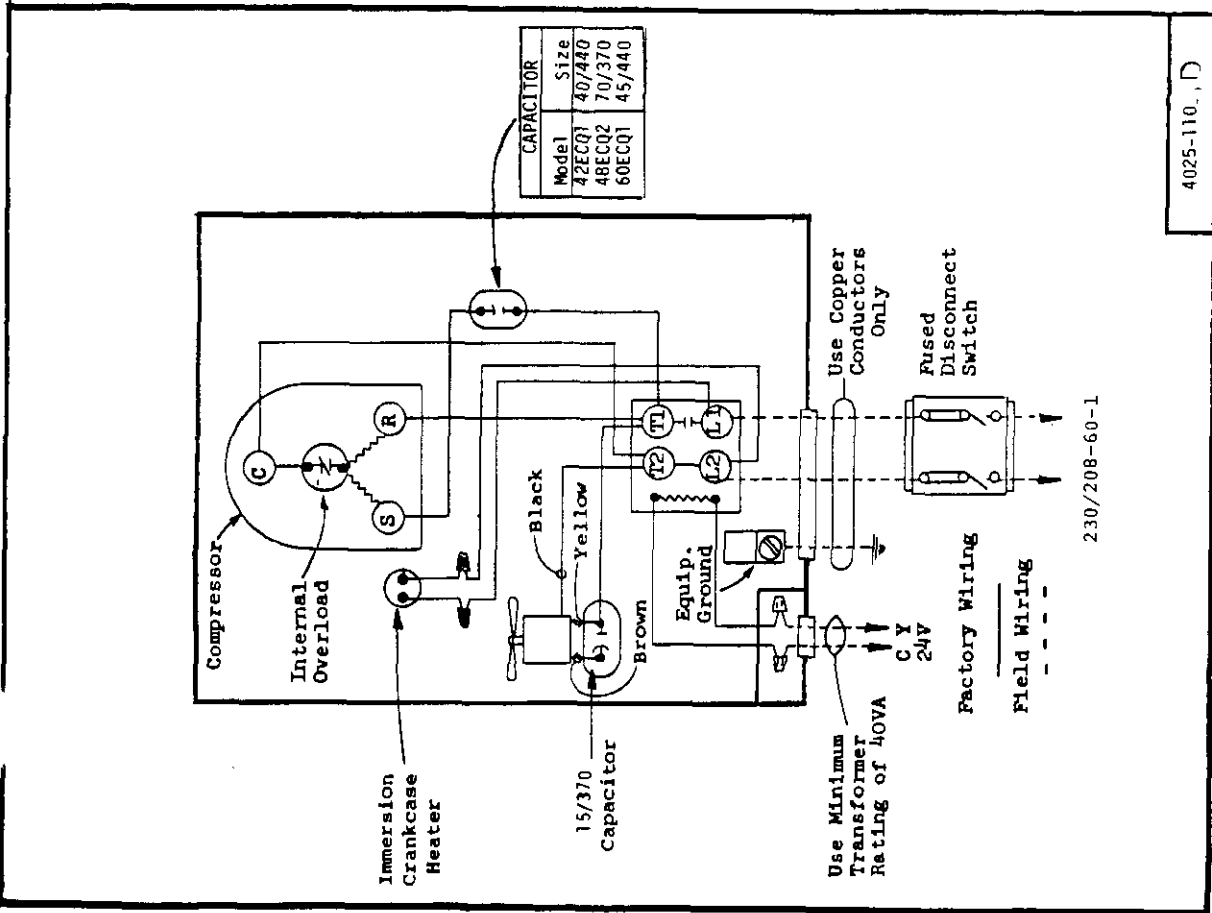 Compressor
Internal
Overload
Immersion
Crankcase
Heater
15/370
Capacitor
C
S
R
CAPACITOR
Model Size
42ECQ1 40/440
48ECQ2 70/370
60ECQ1 45/440
Black
Yellow
Brown
T2 T1
L2 L1
Equip.
Ground
Use Copper
Conductors
Only
Fused
Disconnect
Switch
Use Minimum
Transformer
Rating of 40VA
C Y
24V
Factory Wiring
Field Wiring
230/208-60-1